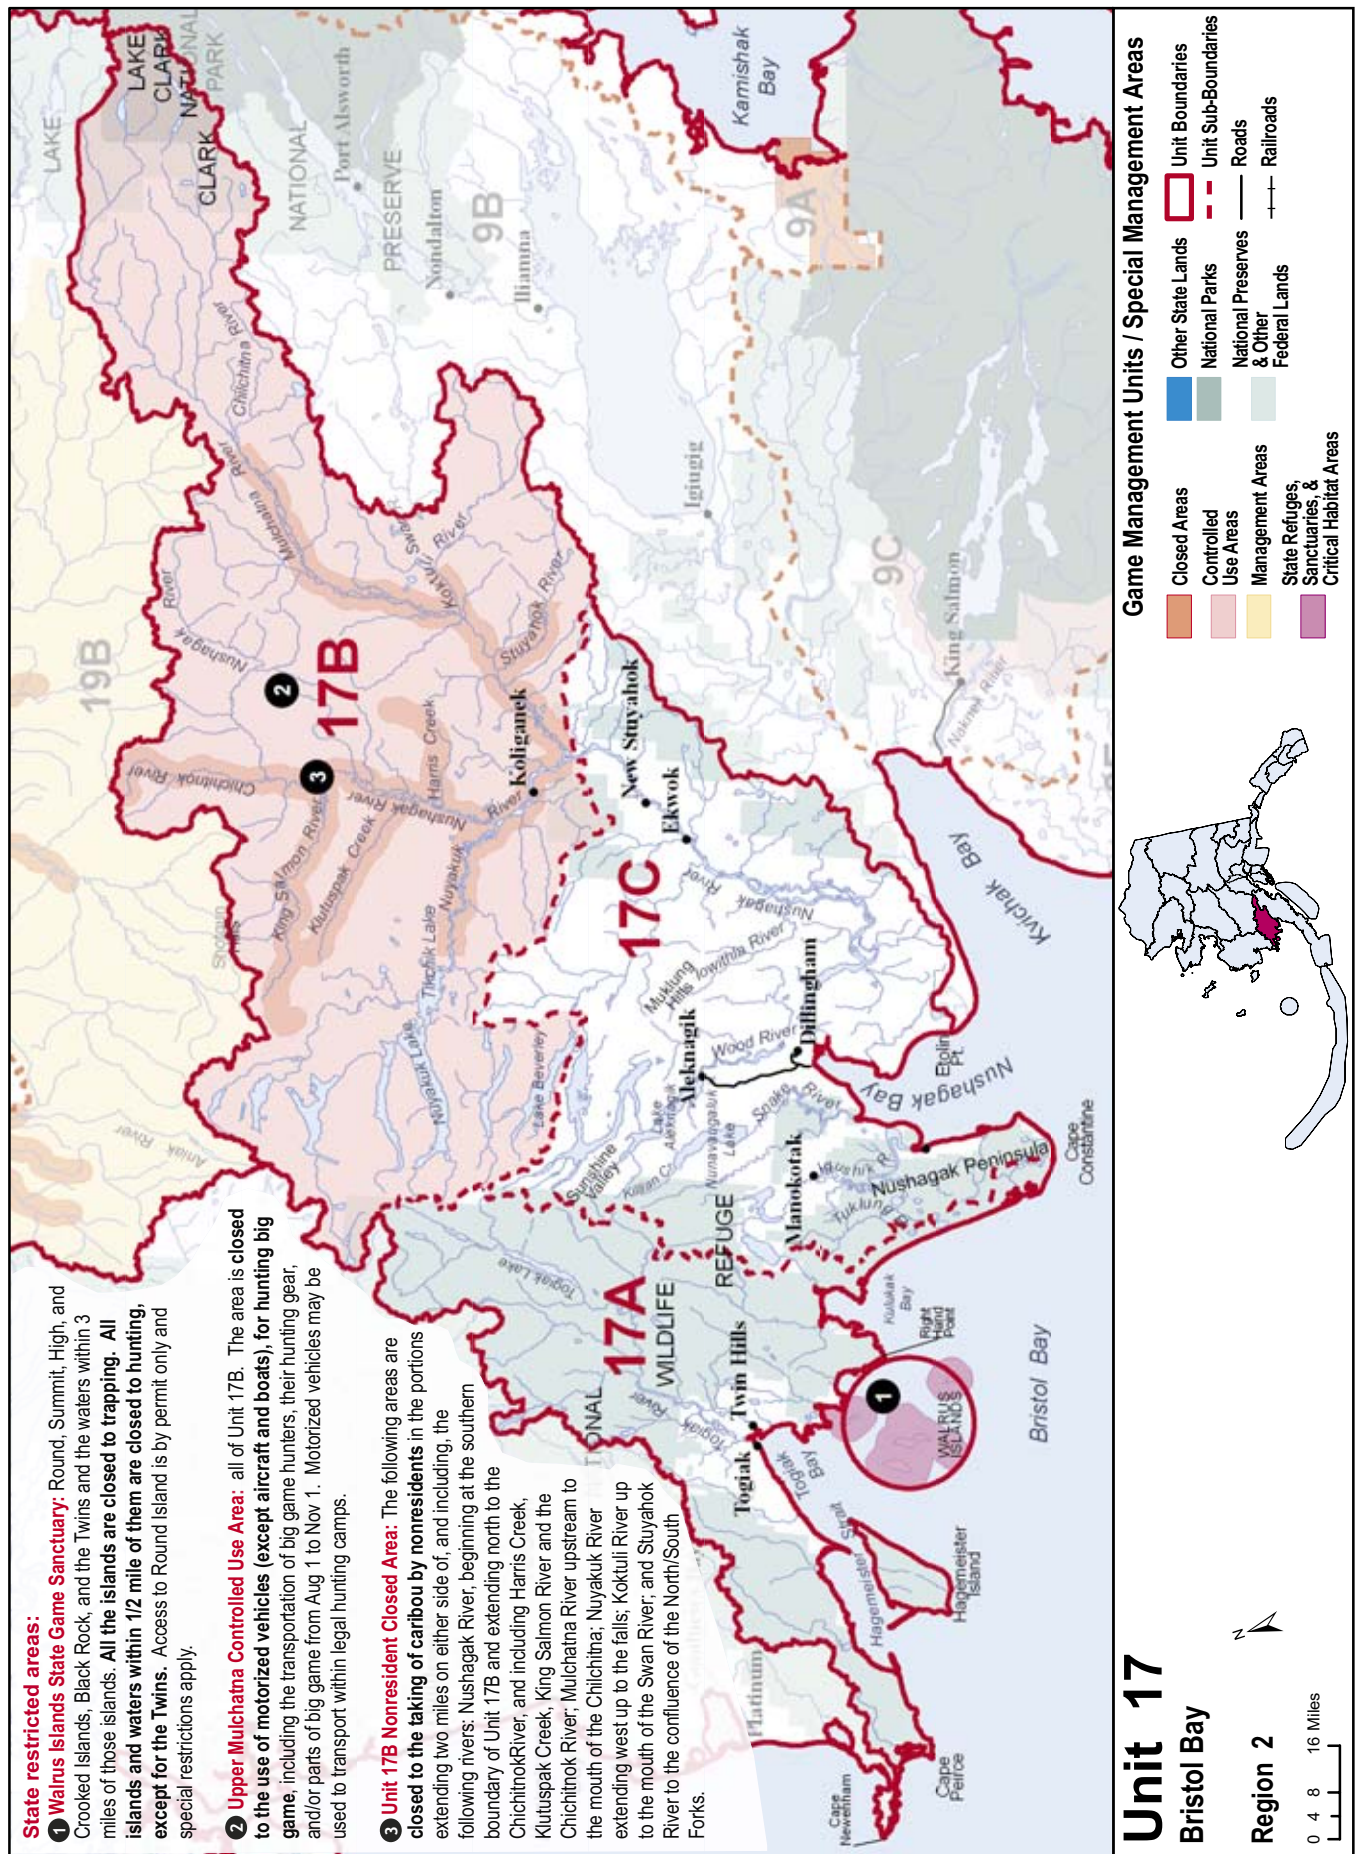 State restricted areas:
1 Walrus Islands State Game Sanctuary: Round, Summit, High, and
Crooked Islands, Black Rock, and the Twins and the waters within 3
miles of those islands. All the islands are closed to trapping. All
islands and waters within 1/2 mile of them are closed to hunting,
except for the Twins. Access to Round Island is by permit only and
special restrictions apply.
2 Upper Mulchatna Controlled Use Area: all of Unit 17B. The area is closed
to the use of motorized vehicles (except aircraft and boats), for hunting big
game, including the transportation of big game hunters, their hunting gear,
and/or parts of big game from Aug 1 to Nov 1. Motorized vehicles may be
used to transport within legal hunting camps.
3 Unit 17B Nonresident Closed Area: The following areas are
closed to the taking of caribou by nonresidents in the portions
extending two miles on either side of, and including, the
following rivers: Nushagak River, beginning at the southern
boundary of Unit 17B and extending north to the
ChichitnokRiver, and including Harris Creek,
Klutuspak Creek, King Salmon River and the
Chichitnok River; Mulchatna River upstream to
the mouth of the Chilchitna; Nuyakuk River
extending west up to the falls; Koktuli River up
to the mouth of the Swan River; and Stuyahok
River to the confluence of the North/South
Forks.
LAKE
LAKE
CLARK
NATIONAL
PARK
CLARK
NATIONAL
PRESERVE
Port Alsworth
Nondalton
9B
Iliamna
Kamishak
Bay
9A
19B
Aniak River
Chilchitna River
Mulchatna River
Swan R
Koktuli River
Stuyahok River
Nushagak River
2
17B
3
Chichitnok River
King Salmon River
Klutuspak Creek
Nushagak River
Harris Creek
Koliganek
Nuyakuk River
Tikchik Lake
Nuyakuk Lake
Lake Beverley
Igiugig
9C
King Salmon
Naknek River
New Stuyahok
Ekwok
17C
Nushagak River
Iowithla River
Muklung
Hills
Dillingham
Wood River
Aleknagik
Lake
Aleknagik
Snake River
Nunavaugaluk
Lake
Sunshine
Valley
Killian Cr
Manokotak
Igushik R
Tuklung R
Nushagak Peninsula
Cape
Constantine
Nushagak Bay
Etolin
Pt.
Kvichak Bay
Togiak Lake
17A
TIONAL
WILDLIFE
REFUGE
Togiak River
Twin Hills
Togiak
Togiak
Bay
Kulukak
Bay
Right
Hand
Point
1
WALRUS
ISLANDS
Bristol Bay
Hagemeister Strait
Hagemeister
Island
Platinum
Cape
Peirce
Cape
Newenham
Unit 17
Bristol Bay
Region 2
0 4 8 16 Miles
N
Game Management Units / Special Management Areas
Closed Areas
Controlled
Use Areas
Management Areas
State Refuges,
Sanctuaries, &
Critical Habitat Areas
Other State Lands
National Parks
National Preserves
& Other
Federal Lands
Unit Boundaries
Unit Sub-Boundaries
Roads
Railroads